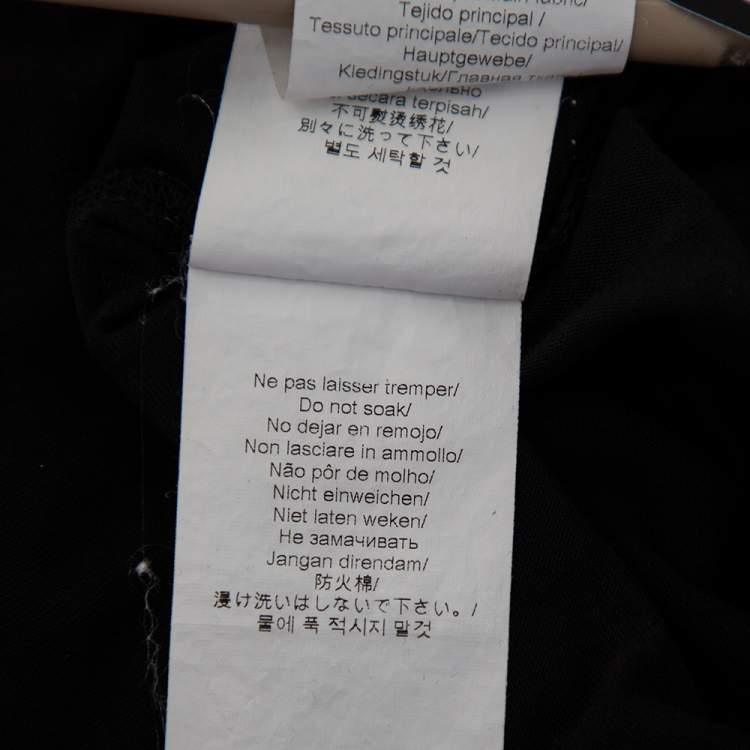 Tejido principal /
Tessuto principale/Tecido principal/
Hauptgewebe/
Kledingstuk/Главная
secara terpisah/
不可熨烫绣花/
別々に洗って下さい/
별도 세탁할 것
Ne pas laisser tremper/
Do not soak/
No dejar en remojo/
Non lasciare in ammollo/
Não pôr de molho/
Nicht einweichen/
Niet laten weken/
Не замачивать
Jangan direndam/
防火棉/
浸け洗いはしないで下さい。/
물에 푹 적시지 말것